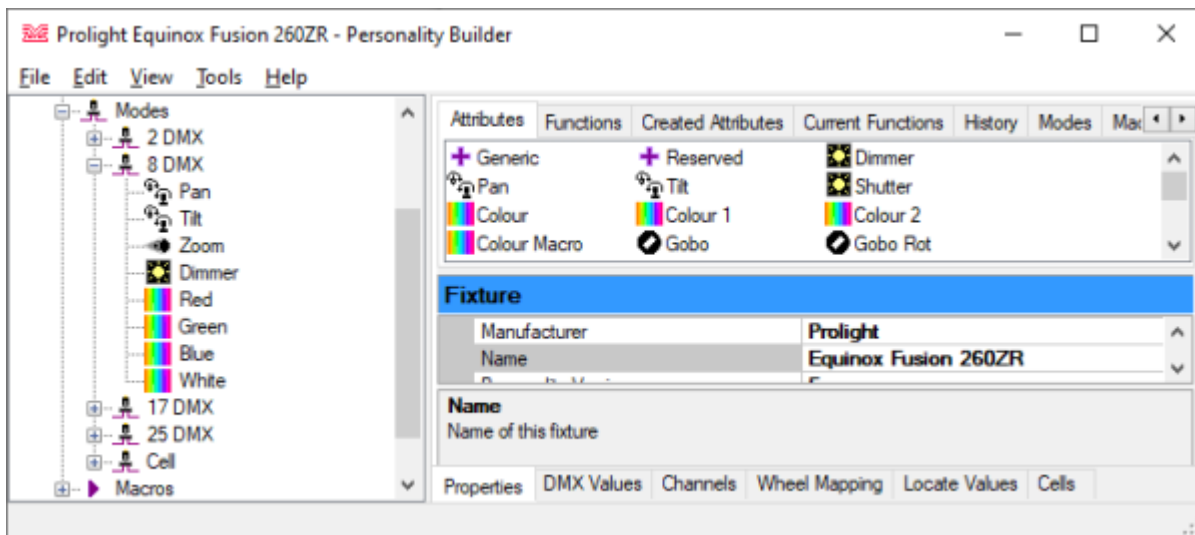 Prolight Equinox Fusion 260ZR - Personality Builder
File Edit View Tools Help
Modes
2 DMX
8 DMX
Pan
Tilt
Zoom
Dimmer
Red
Green
Blue
White
17 DMX
25 DMX
Cell
Macros
Attributes Functions Created Attributes Current Functions History Modes
Generic Reserved Dimmer
Pan Tilt Shutter
Colour Colour 1 Colour 2
Colour Macro Gobo Gobo Rot
Fixture
Manufacturer Prolight
Name Equinox Fusion 260ZR
Name
Name of this fixture
Properties DMX Values Channels Wheel Mapping Locate Values Cells